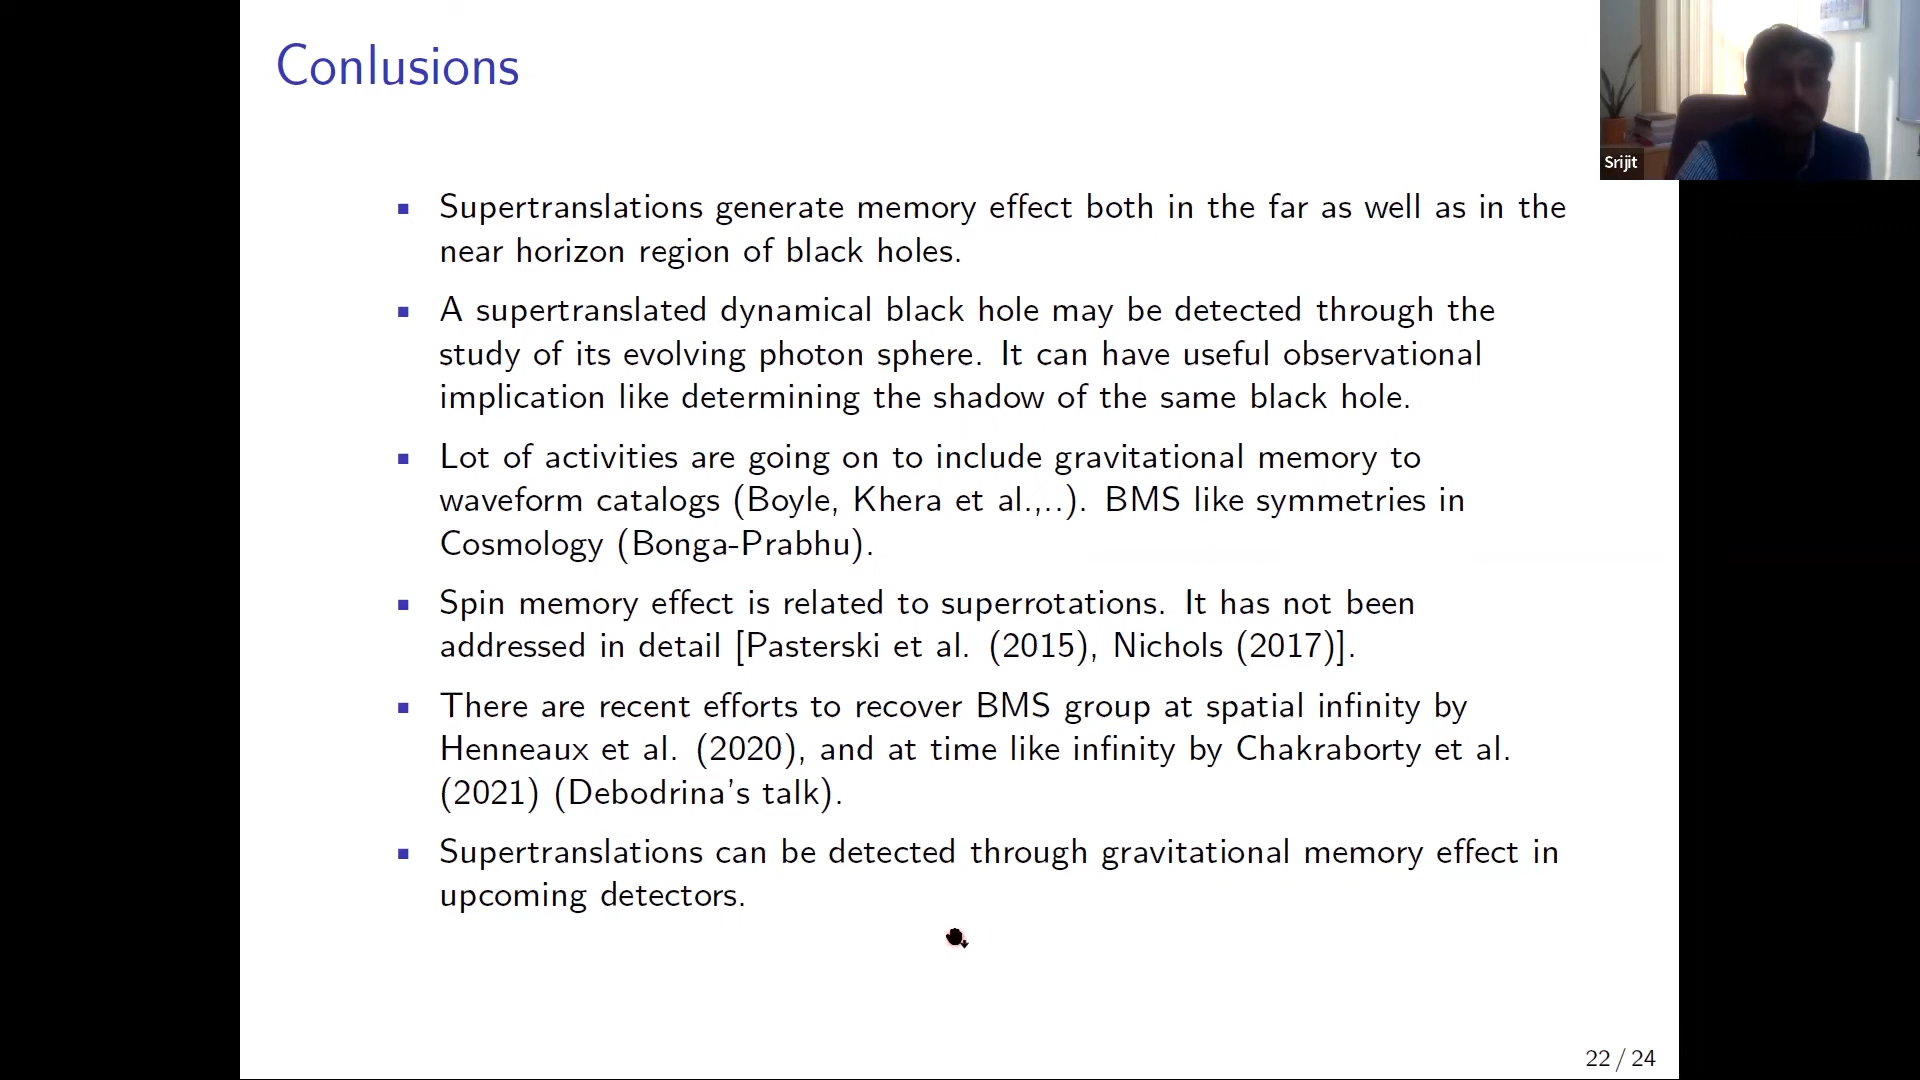 Conlusions
Srijit
Supertranslations generate memory effect both in the far as well as in the
near horizon region of black holes.
A supertranslated dynamical black hole may be detected through the
study of its evolving photon sphere. It can have useful observational
implication like determining the shadow of the same black hole.
Lot of activities are going on to include gravitational memory to
waveform catalogs (Boyle, Khera et al.,..). BMS like symmetries in
Cosmology (Bonga-Prabhu).
Spin memory effect is related to superrotations. It has not been
addressed in detail [Pasterski et al. (2015), Nichols (2017)].
There are recent efforts to recover BMS group at spatial infinity by
Henneaux et al. (2020), and at time like infinity by Chakraborty et al.
(2021) (Debodrina's talk).
Supertranslations can be detected through gravitational memory effect in
upcoming detectors.
22 / 24